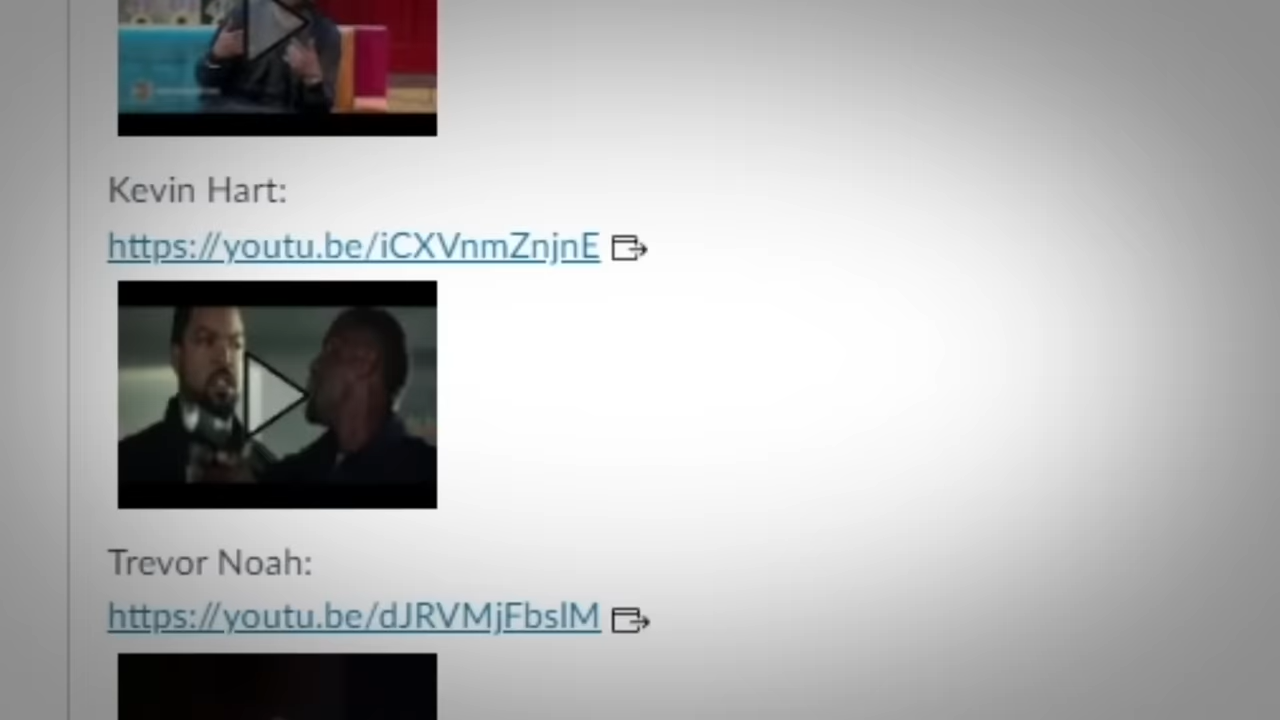 Kevin Hart:
https://youtu.be/iCXVnmZnjnE
Trevor Noah:
https://youtu.be/dJRVMjFbslM